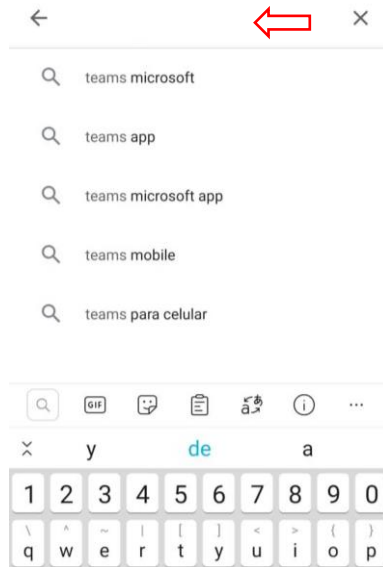 teams microsoft
teams app
teams microsoft app
teams mobile
teams para celular
GIF
y de a
1 2 3 4 5 6 7 8 9 0
\ ^ ~ | [ ] < > { }
q w e r t y u i o p